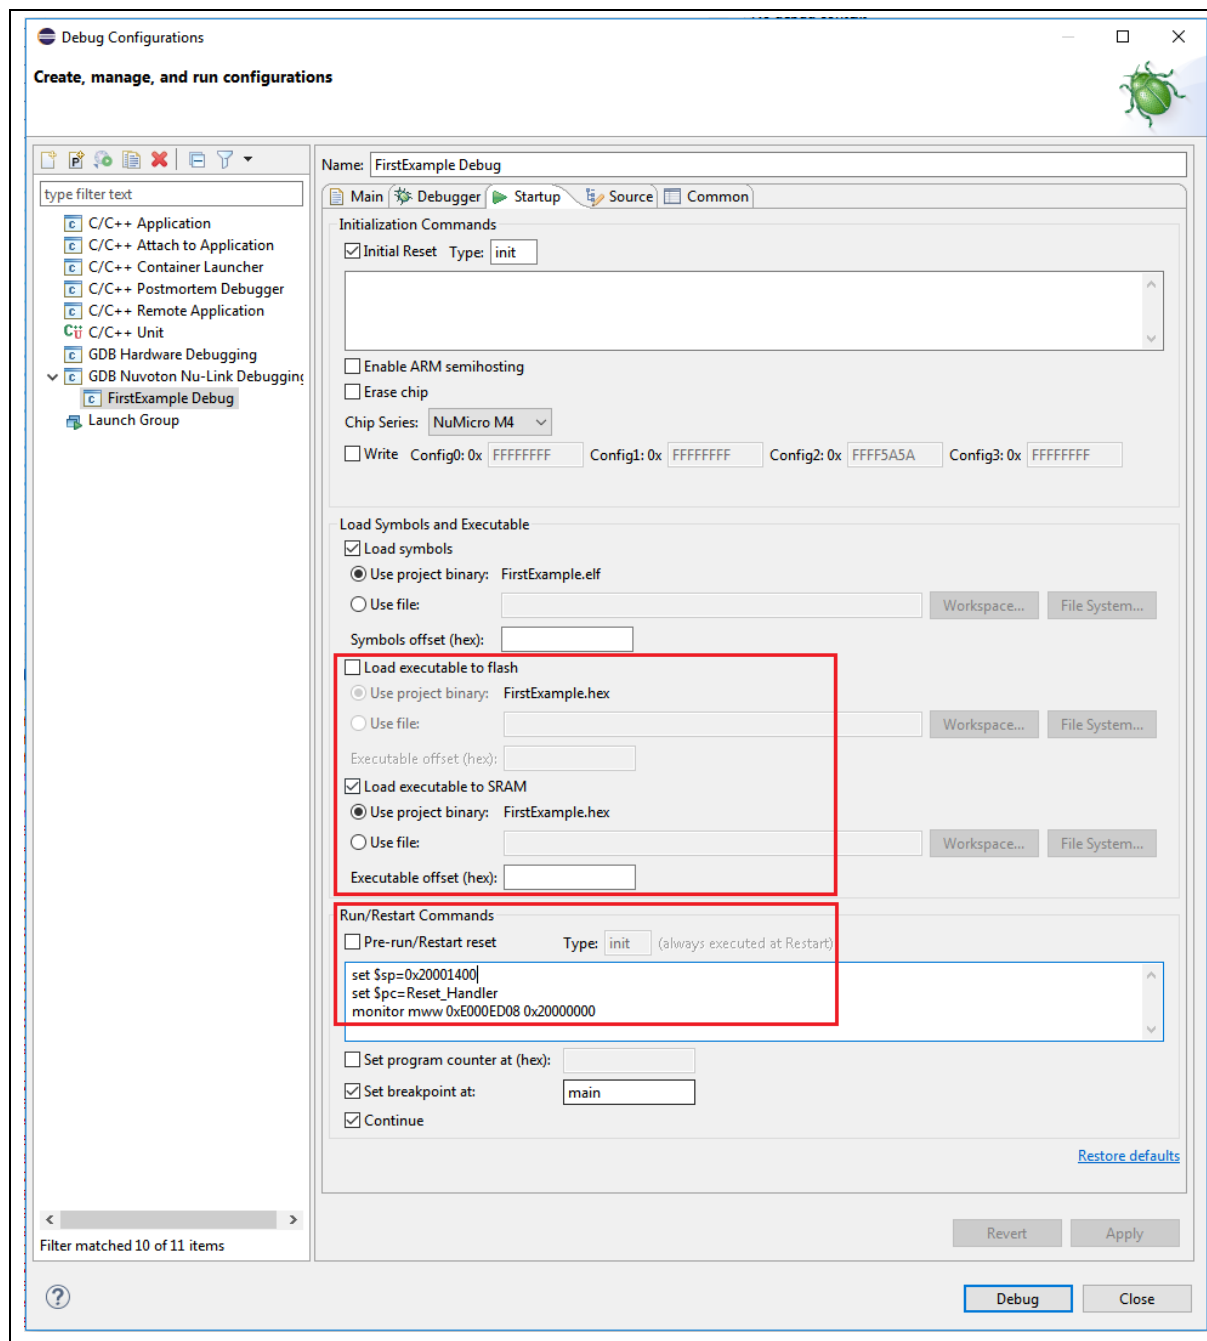 Debug Configurations
Create, manage, and run configurations
type filter text
C/C++ Application
C/C++ Attach to Application
C/C++ Container Launcher
C/C++ Postmortem Debugger
C/C++ Remote Application
C/C++ Unit
GDB Hardware Debugging
GDB Nuvoton Nu-Link Debugging
FirstExample Debug
Launch Group
Filter matched 10 of 11 items
Name: FirstExample Debug
Main Debugger Startup Source Common
Initialization Commands
Initial Reset Type: init
Enable ARM semihosting
Erase chip
Chip Series: NuMicro M4
Write Config0: 0x FFFFFFFF Config1: 0x FFFFFFFF Config2: 0x FFFF5A5A Config3: 0x FFFFFFFF
Load Symbols and Executable
Load symbols
Use project binary: FirstExample.elf
Use file: Workspace... File System...
Symbols offset (hex):
Load executable to flash
Use project binary: FirstExample.hex
Use file: Workspace... File System...
Executable offset (hex):
Load executable to SRAM
Use project binary: FirstExample.hex
Use file: Workspace... File System...
Executable offset (hex):
Run/Restart Commands
Pre-run/Restart reset Type: init (always executed at Restart)
set $sp=0x20001400
set $pc=Reset_Handler
monitor mww 0xE000ED08 0x20000000
Set program counter at (hex):
Set breakpoint at: main
Continue
Restore defaults
Revert Apply
Debug Close